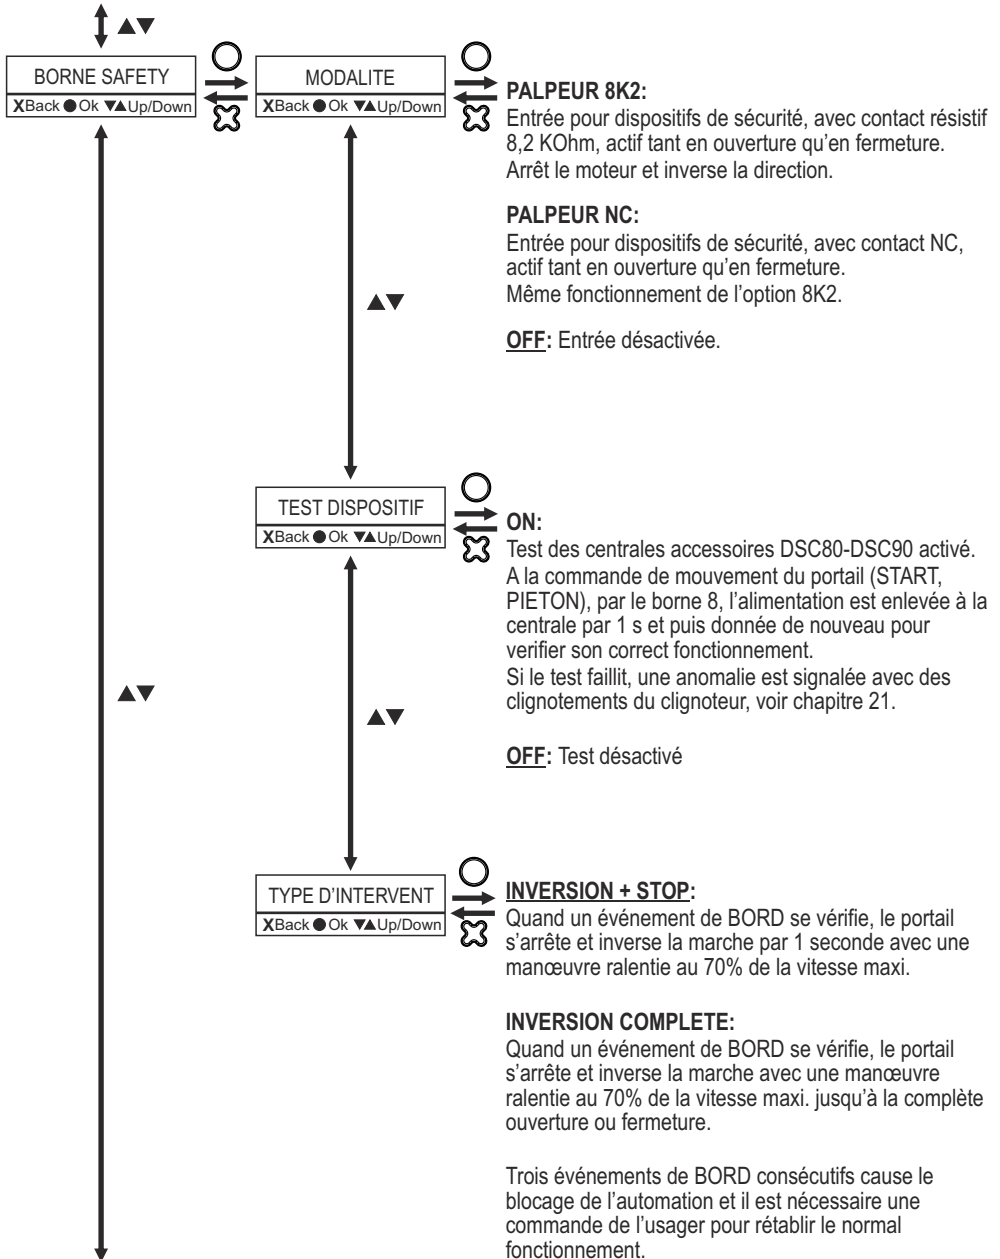 ▲▼
BORNE SAFETY
XBack ● Ok ▼▲Up/Down
MODALITE
XBack ● Ok ▼▲Up/Down
PALPEUR 8K2:
Entrée pour dispositifs de sécurité, avec contact résistif
8,2 KOhm, actif tant en ouverture qu’en fermeture.
Arrêt le moteur et inverse la direction.
PALPEUR NC:
Entrée pour dispositifs de sécurité, avec contact NC,
actif tant en ouverture qu’en fermeture.
Même fonctionnement de l’option 8K2.
▲▼
OFF: Entrée désactivée.
TEST DISPOSITIF
XBack ● Ok ▼▲Up/Down
ON:
Test des centrales accessoires DSC80-DSC90 activé.
A la commande de mouvement du portail (START,
PIETON), par le borne 8, l’alimentation est enlevée à la
centrale par 1 s et puis donnée de nouveau pour
verifier son correct fonctionnement.
Si le test faillit, une anomalie est signalée avec des
clignotements du clignoteur, voir chapitre 21.
▲▼
▲▼
OFF: Test désactivé
TYPE D’INTERVENT
XBack ● Ok ▼▲Up/Down
INVERSION + STOP:
Quand un événement de BORD se vérifie, le portail
s’arrête et inverse la marche par 1 seconde avec une
manœuvre ralentie au 70% de la vitesse maxi.
INVERSION COMPLETE:
Quand un événement de BORD se vérifie, le portail
s’arrête et inverse la marche avec une manœuvre
ralentie au 70% de la vitesse maxi. jusqu’à la complète
ouverture ou fermeture.
Trois événements de BORD consécutifs cause le
blocage de l’automation et il est nécessaire une
commande de l’usager pour rétablir le normal
fonctionnement.